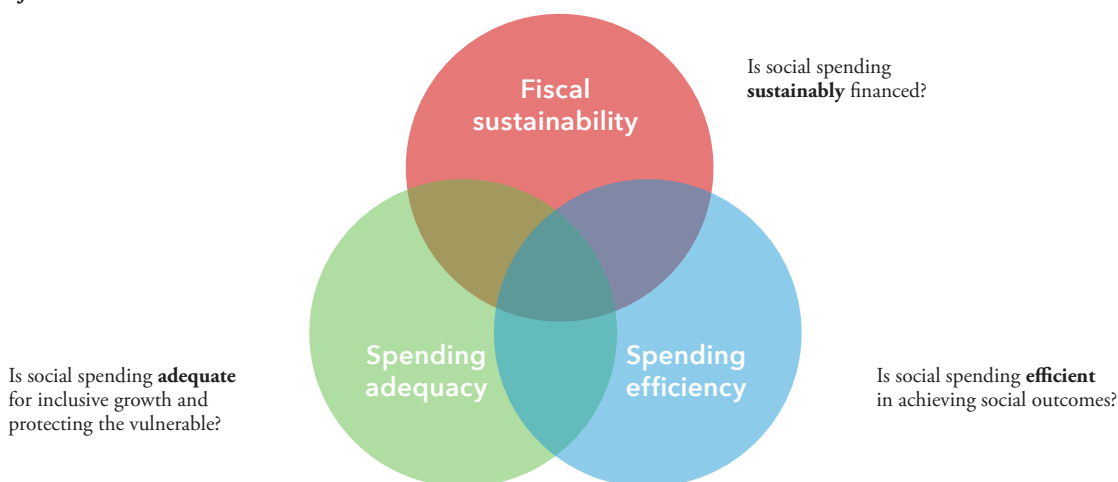 Fiscal
sustainability
Is social spending
sustainably financed?
Spending
adequacy
Spending
efficiency
Is social spending adequate
for inclusive growth and
protecting the vulnerable?
Is social spending efficient
in achieving social outcomes?